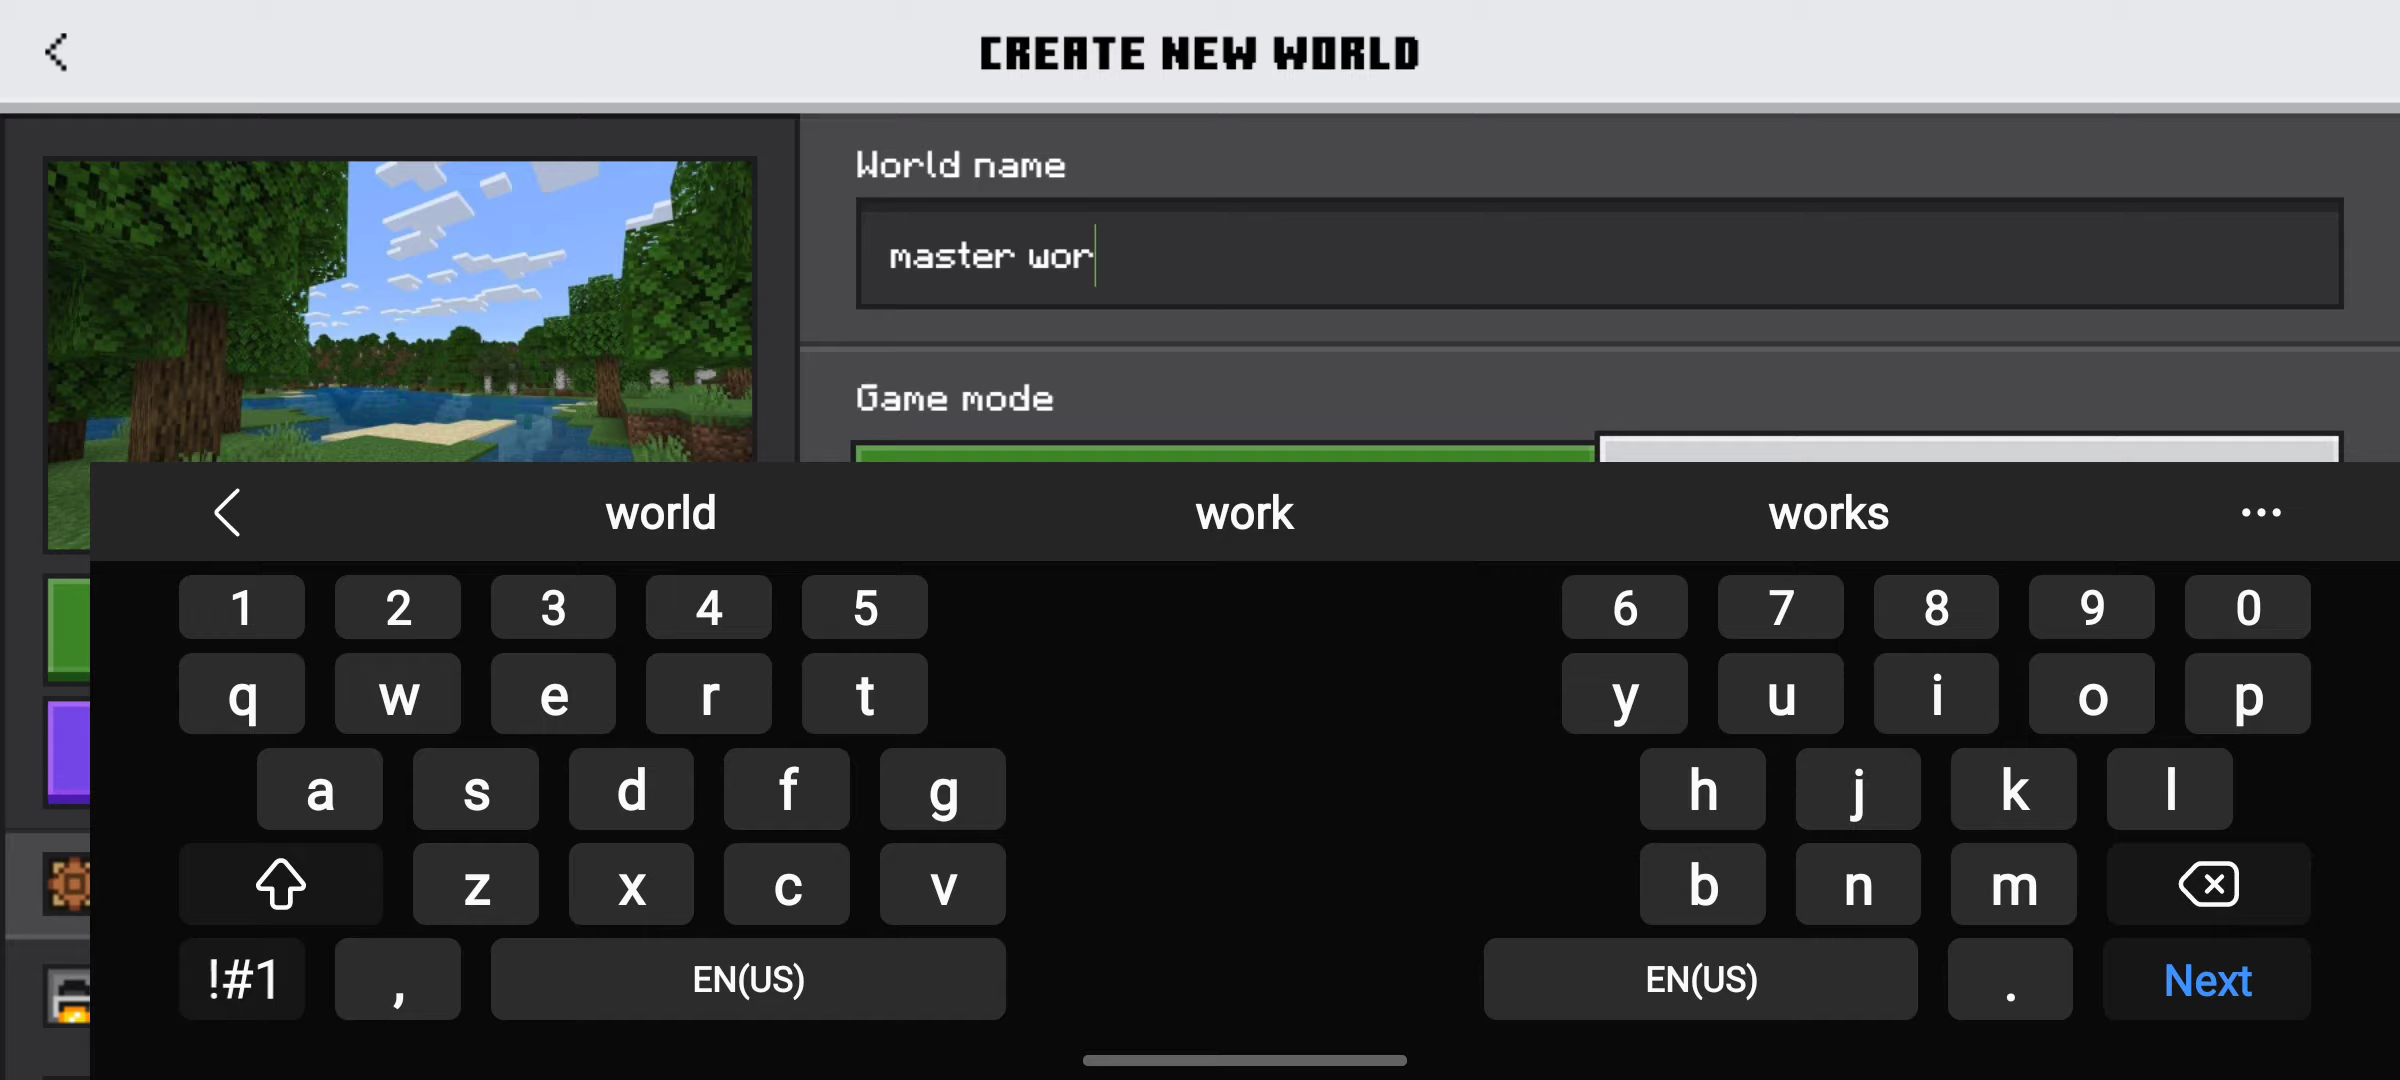 CREATE NEW WORLD
World name
master wor
Game mode
world work works ...
1 2 3 4 5 6 7 8 9 0
q w e r t y u i o p
a s d f g h j k l
z x c v b n m
!#1 , EN(US) EN(US) . Next